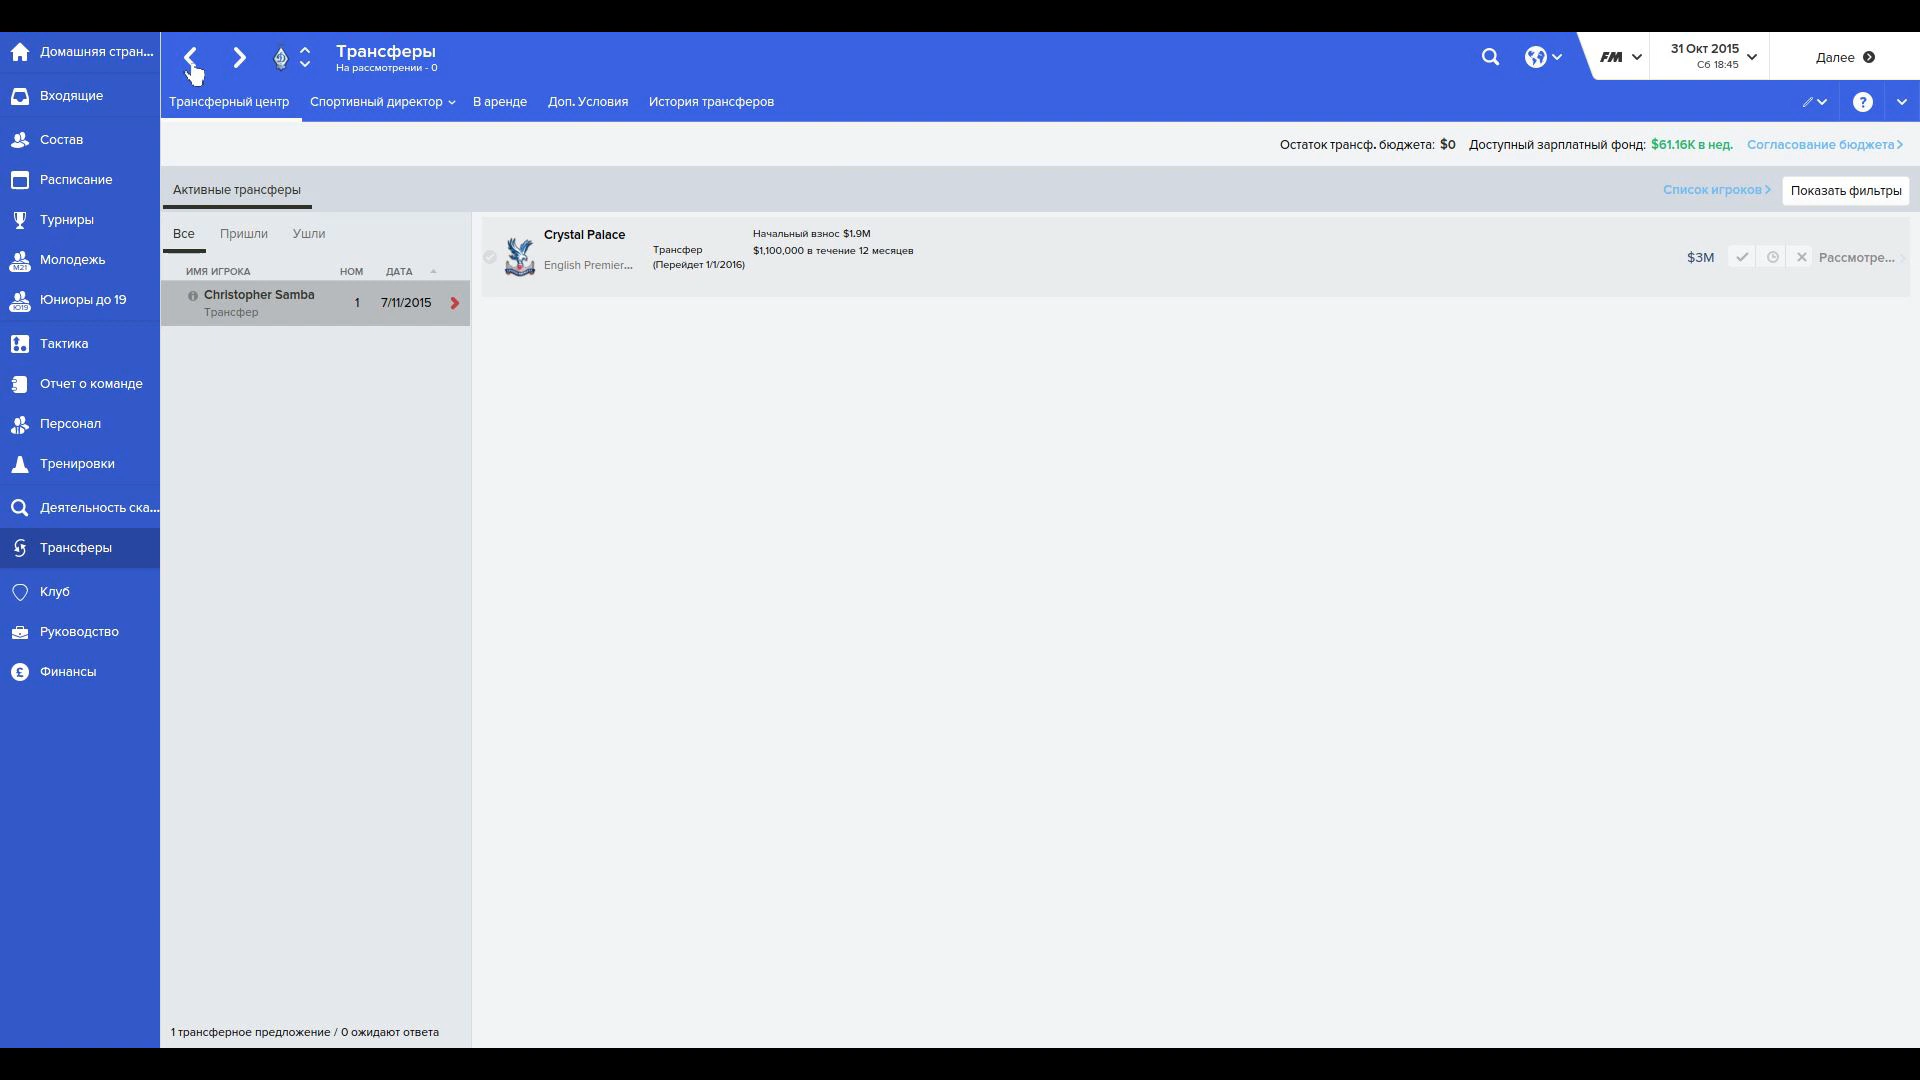 Домашняя стран...
Входящие
Состав
Расписание
Турниры
Молодежь
M21
Юниоры до 19
Ю19
Тактика
Отчет о команде
Персонал
Тренировки
Деятельность ска...
Трансферы
Клуб
Руководство
Финансы
Трансферы
На рассмотрении - 0
FM
31 Окт 2015
Сб 18:45
Далее
Трансферный центр
Спортивный директор
В аренде
Доп. Условия
История трансферов
?
Остаток трансф. бюджета: $0
Доступный зарплатный фонд: $61.16K в нед.
Согласование бюджета
Активные трансферы
Список игроков
Показать фильтры
Все
Пришли
Ушли
ИМЯ ИГРОКА
НОМ
ДАТА
Christopher Samba
1
7/11/2015
Трансфер
Crystal Palace
English Premier...
Трансфер
(Перейдет 1/1/2016)
Начальный взнос $1.9M
$1,100,000 в течение 12 месяцев
$3M
Рассмотре...
1 трансферное предложение / 0 ожидают ответа